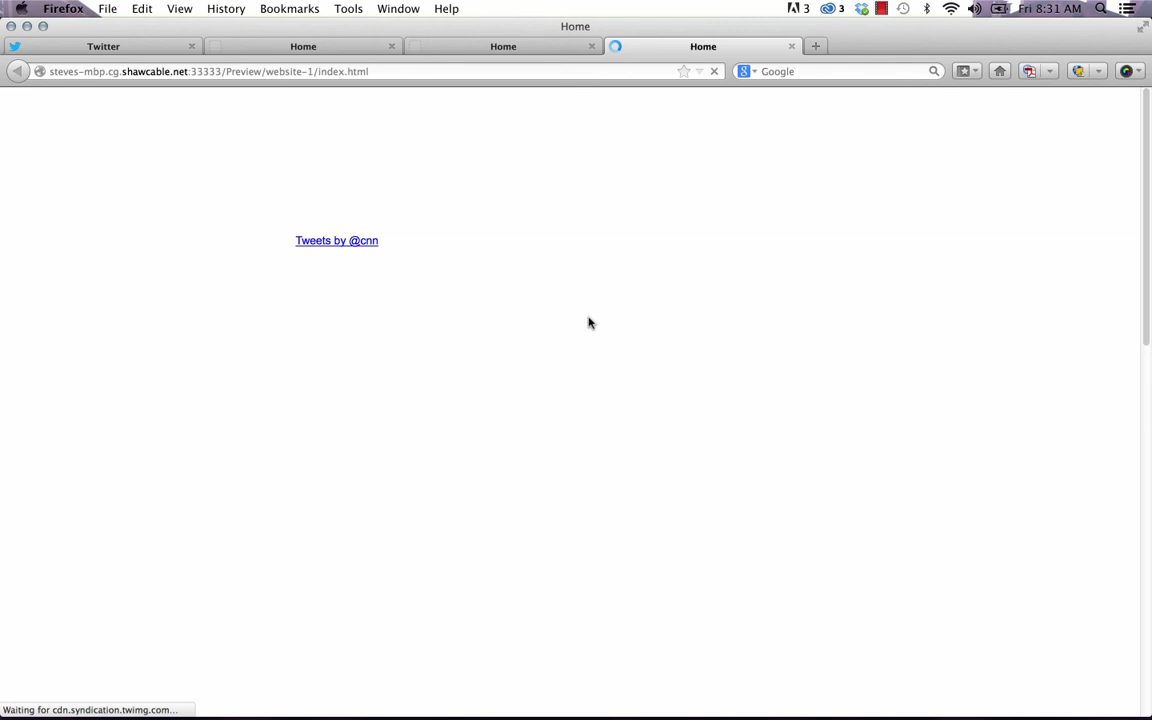 Firefox File Edit View History Bookmarks Tools Window Help 3 3 Fri 8:31 AM
Home
Twitter Home Home Home
steves-mbp.cg.shawcable.net:33333/Preview/website-1/index.html Google
Tweets by @cnn
Waiting for cdn.syndication.twimg.com...